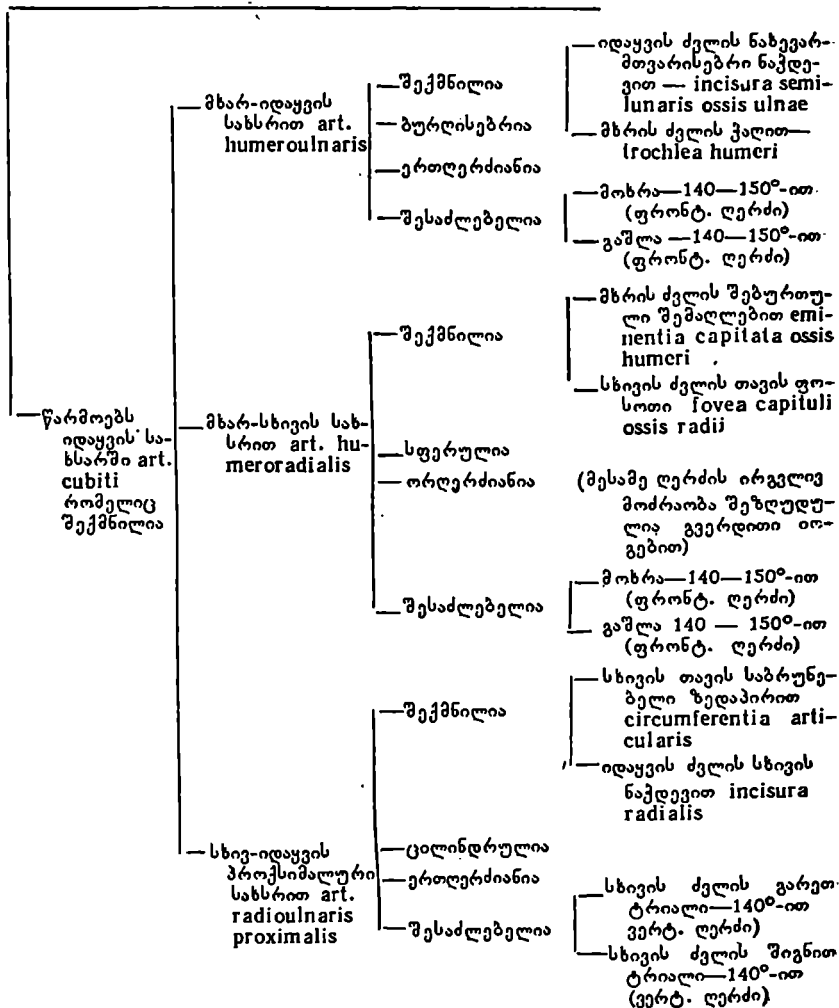 წარმოებს
იდაყვის სა-
ხსარში art.
cubiti
რომელიც
შექმნილია
მხარ-იდაყვის
სახსრით art.
humeroulnaris
შექმნილია
იდაყვის ძვლის ნახევარ-
მთვარისებრი ნაჭდე-
ვით — incisura semi-
lunaris ossis ulnae
მხრის ძვლის ჭაღით—
trochlea humeri
ბურღისებრია
ერთღერძიანია
შესაძლებელია
მოხრა—140—150°-ით
(ფრონტ. ღერძი)
გაშლა —140—150°-ით
(ფრონტ. ღერძი)
მხარ-სხივის სახ-
სრით art. hu-
meroradialis
შექმნილია
მხრის ძვლის შებურთუ-
ლი შემაღლებით emi-
nentia capitata ossis
humeri
სხივის ძვლის თავის ფო-
სოთი fovea capituli
ossis radii
სფერულია
ორღერძიანია
(მესამე ღერძის ირგვლივ
მოძრაობა შეზღუდუ-
ლია გვერდითი იო-
გებით)
შესაძლებელია
მოხრა—140—150°-ით
(ფრონტ. ღერძი)
გაშლა 140 — 150°-ით
(ფრონტ. ღერძი)
სხივ-იდაყვის
პროქსიმალური
სახსრით art.
radioulnaris
proximalis
შექმნილია
სხივის თავის საბრუნე-
ბელი ზედაპირით
circumferentia arti-
cularis
იდაყვის ძვლის სხივის
ნაჭდევით incisura
radialis
ცილინდრულია
ერთღერძიანია
შესაძლებელია
სხივის ძვლის გარეთ
ტრიალი—140°-ით
ვერტ. ღერძი)
სხივის ძვლის შიგნით
ტრიალი—140°-ით
(ვერტ. ღერძი)